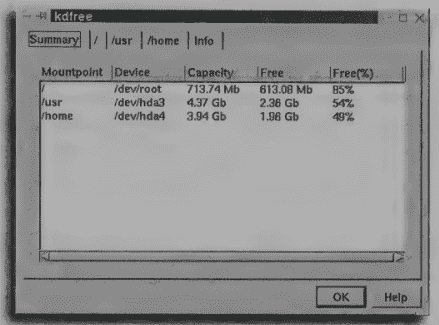 kdfree
Summary / /usr /home Info
Mountpoint Device Capacity Free Free(%)
/ /dev/root 713.74 Mb 613.08 Mb 85%
/usr /dev/hda3 4.37 Gb 2.36 Gb 54%
/home /dev/hda4 3.94 Gb 1.96 Gb 49%
OK Help